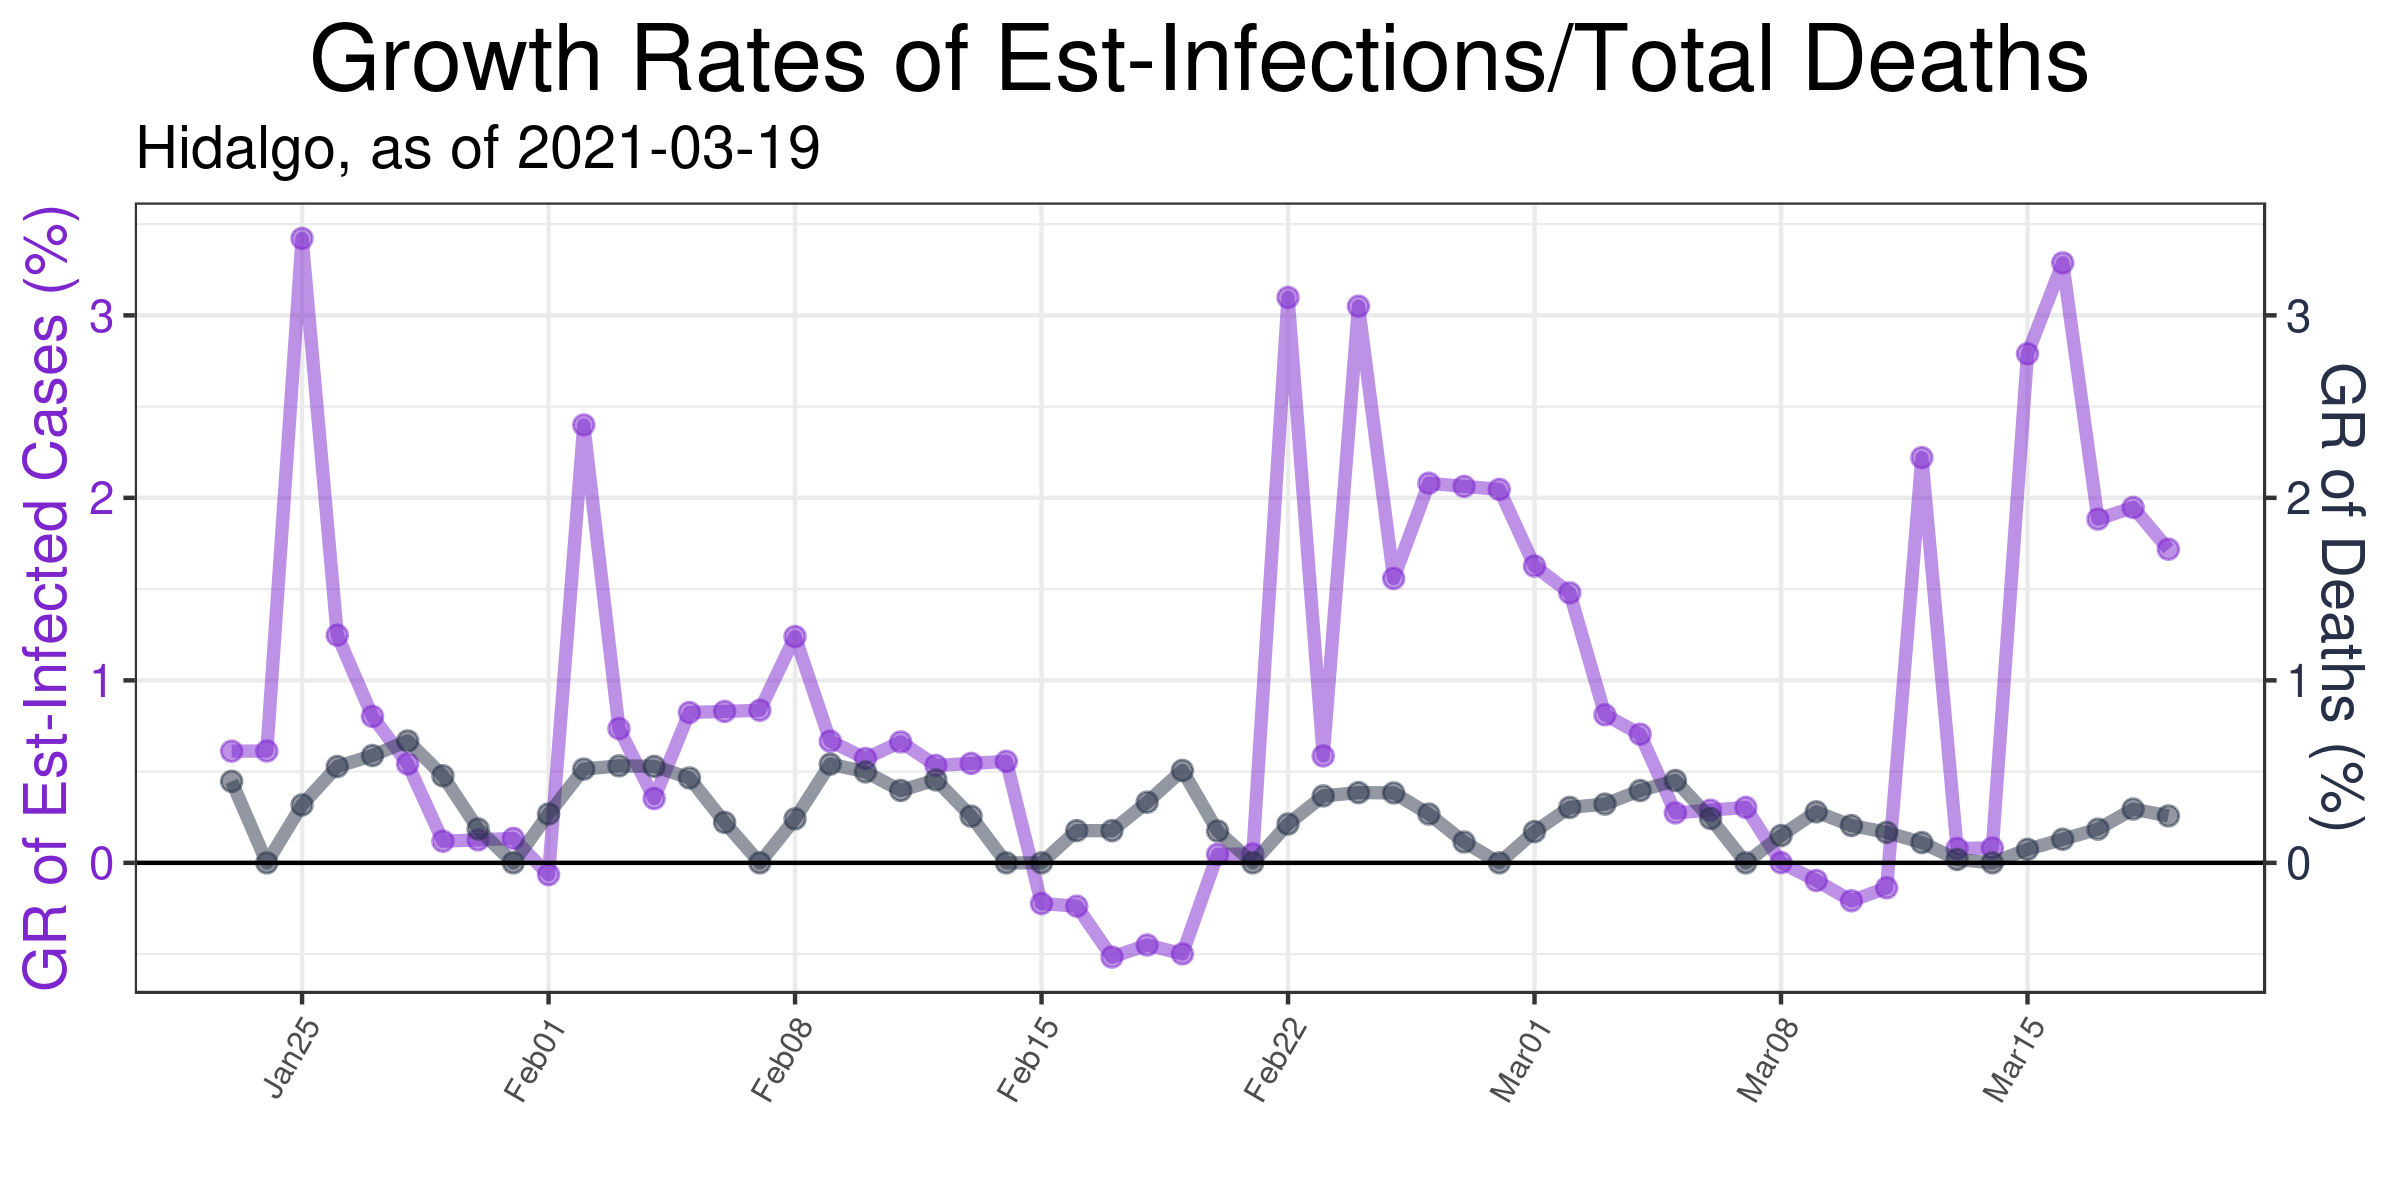 Growth Rates of Est-Infections/Total Deaths
Hidalgo, as of 2021-03-19
GR of Est-Infected Cases (%)
3
2
1
0
3
2
1
0
GR of Deaths (%)
Jan25
Feb01
Feb08
Feb15
Feb22
Mar01
Mar08
Mar15